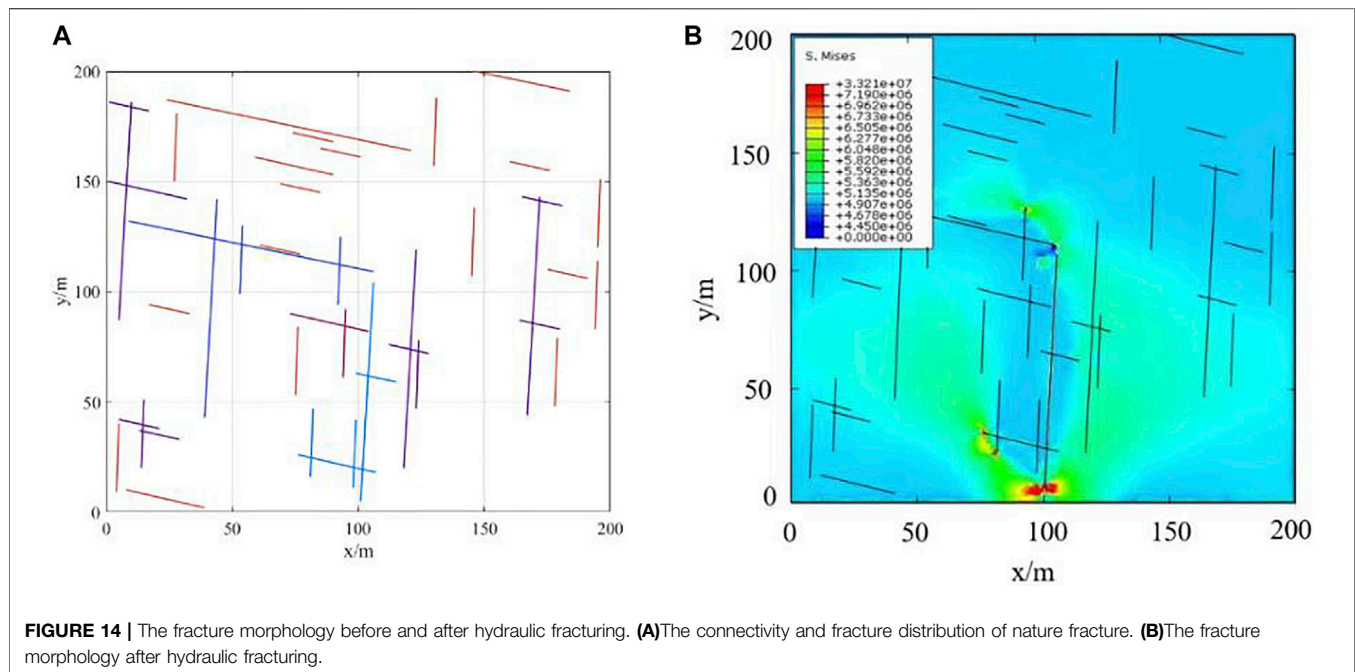 A
200
150
100
50
0
0
50
100
150
200
y/m
x/m
B
S. Mises
+3.321e+07
+7.190e+06
+6.962e+06
+6.733e+06
+6.505e+06
+6.277e+06
+6.048e+06
+5.820e+06
+5.592e+06
+5.363e+06
+5.135e+06
+4.907e+06
+4.678e+06
+4.450e+06
+0.000e+00
200
150
100
50
0
0
50
100
150
200
y/m
x/m
FIGURE 14 | The fracture morphology before and after hydraulic fracturing. (A)The connectivity and fracture distribution of nature fracture. (B)The fracture
morphology after hydraulic fracturing.